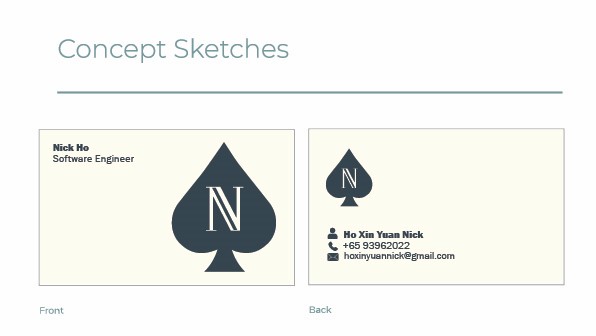 Concept Sketches
Nick Ho
Software Engineer
N
N
Ho Xin Yuan Nick
+65 93962022
hoxinyuannick@gmail.com
Front
Back